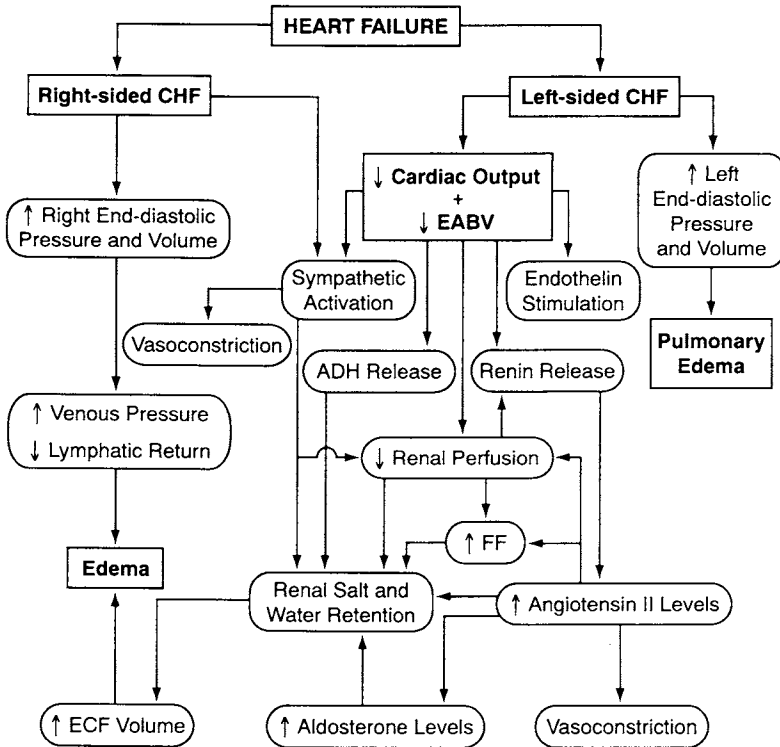 HEART FAILURE
Right-sided CHF
Left-sided CHF
↓ Cardiac Output
+
↓ EABV
↑ Left
End-diastolic
Pressure
and Volume
↑ Right End-diastolic
Pressure and Volume
Sympathetic
Activation
Endothelin
Stimulation
Vasoconstriction
Pulmonary
Edema
ADH Release
Renin Release
↑ Venous Pressure
↓ Lymphatic Return
↓ Renal Perfusion
↑ FF
Edema
Renal Salt and
Water Retention
↑ Angiotensin II Levels
↑ ECF Volume
↑ Aldosterone Levels
Vasoconstriction